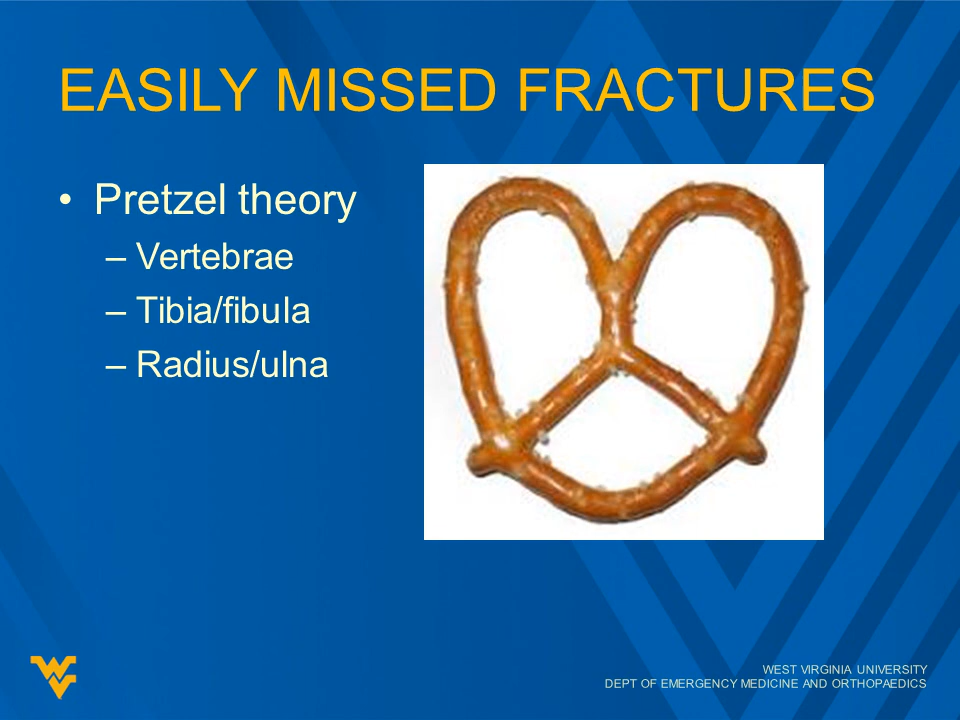 EASILY MISSED FRACTURES
• Pretzel theory
– Vertebrae
– Tibia/fibula
– Radius/ulna
WEST VIRGINIA UNIVERSITY
DEPT OF EMERGENCY MEDICINE AND ORTHOPAEDICS